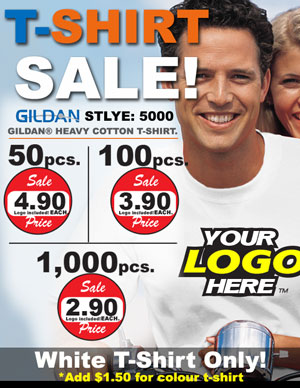 T-SHIRT
SALE!
GILDAN STLYE: 5000
GILDAN® HEAVY COTTON T-SHIRT.
50pcs. 100pcs.
Sale Sale
4.90 3.90
Logo included! EACH. Logo included! EACH.
Price Price
1,000pcs.
Sale
2.90
Logo included! EACH.
Price
YOUR
LOGO
HERE TM
White T-Shirt Only!
*Add $1.50 for colour t-shirt